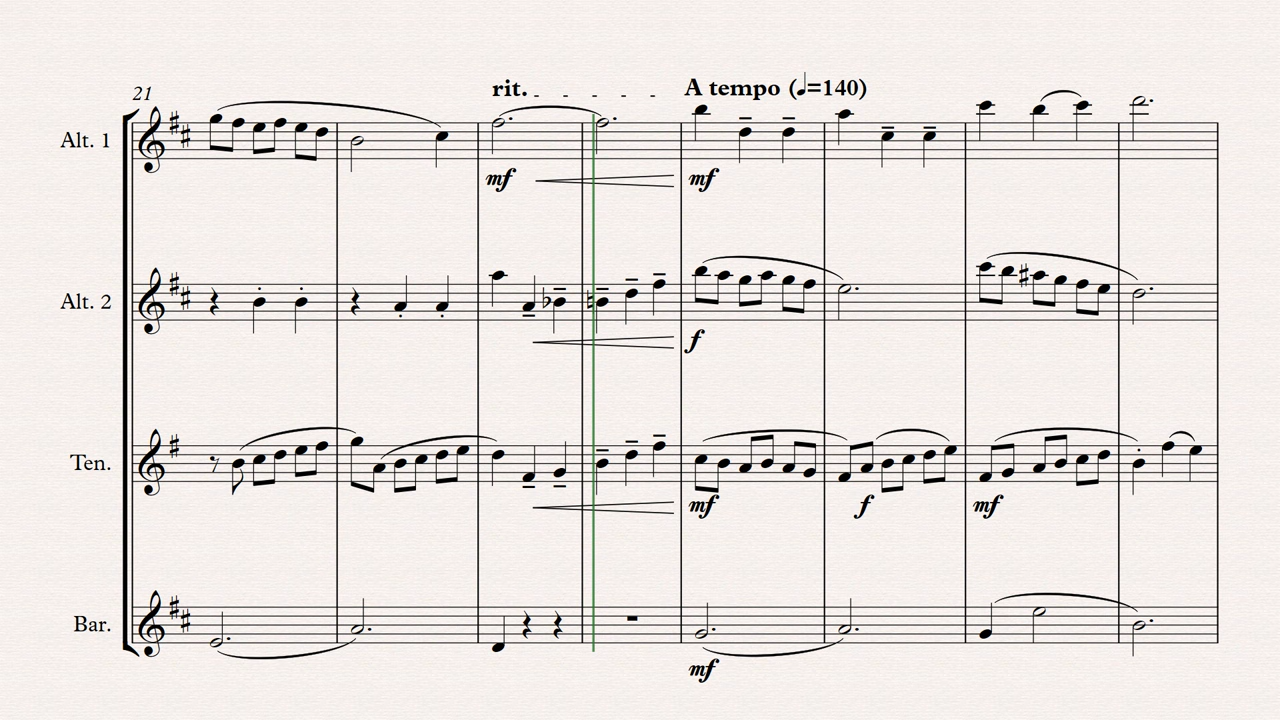 rit.
A tempo (♩=140)
21
Alt. 1
mf
mf
Alt. 2
f
Ten.
mf
f
mf
Bar.
mf